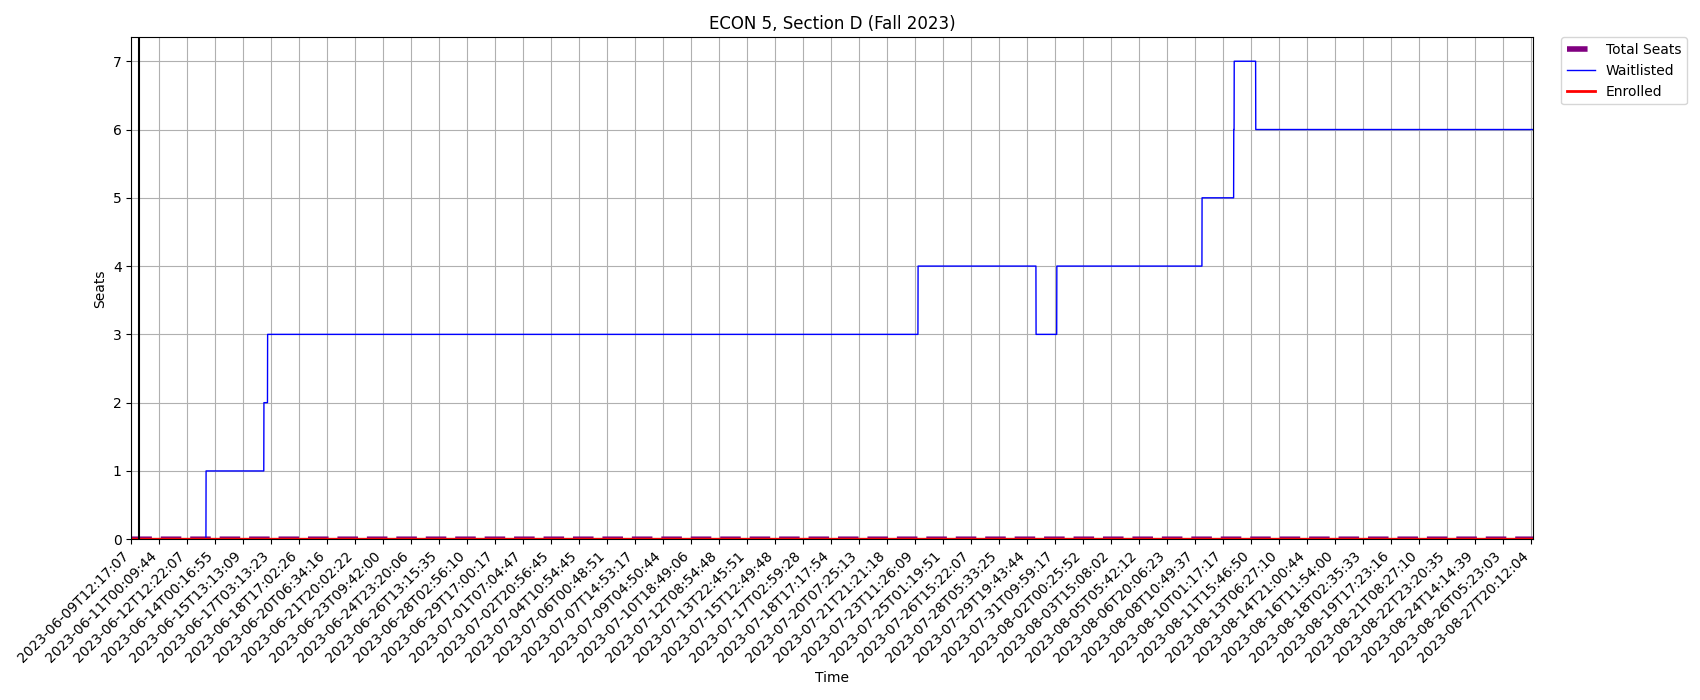 ECON 5, Section D (Fall 2023)
Total Seats
Waitlisted
Enrolled
Seats
7
6
5
4
3
2
1
0
2023-06-09T12:17:07
2023-06-11T00:09:44
2023-06-12T12:22:07
2023-06-14T00:16:55
2023-06-15T13:13:09
2023-06-17T03:13:23
2023-06-18T17:02:26
2023-06-20T06:34:16
2023-06-21T20:02:22
2023-06-23T09:42:00
2023-06-24T23:20:06
2023-06-26T13:15:35
2023-06-28T02:56:10
2023-06-29T17:00:17
2023-07-01T07:04:47
2023-07-02T20:56:45
2023-07-04T10:54:45
2023-07-06T00:48:51
2023-07-07T14:53:17
2023-07-09T04:50:44
2023-07-10T18:49:06
2023-07-12T08:54:48
2023-07-13T22:45:51
2023-07-15T12:49:48
2023-07-17T02:59:28
2023-07-18T17:17:54
2023-07-20T07:25:13
2023-07-21T21:21:18
2023-07-23T11:26:09
2023-07-25T01:19:51
2023-07-26T15:22:07
2023-07-28T05:33:25
2023-07-29T19:43:44
2023-07-31T09:59:17
2023-08-02T00:25:52
2023-08-03T15:08:02
2023-08-05T05:42:12
2023-08-06T20:06:23
2023-08-08T10:49:37
2023-08-10T01:17:17
2023-08-11T15:46:50
2023-08-13T06:27:10
2023-08-14T21:00:44
2023-08-16T11:54:00
2023-08-18T02:35:33
2023-08-19T17:23:16
2023-08-21T08:27:10
2023-08-22T23:20:35
2023-08-24T14:14:39
2023-08-26T05:23:03
2023-08-27T20:12:04
Time